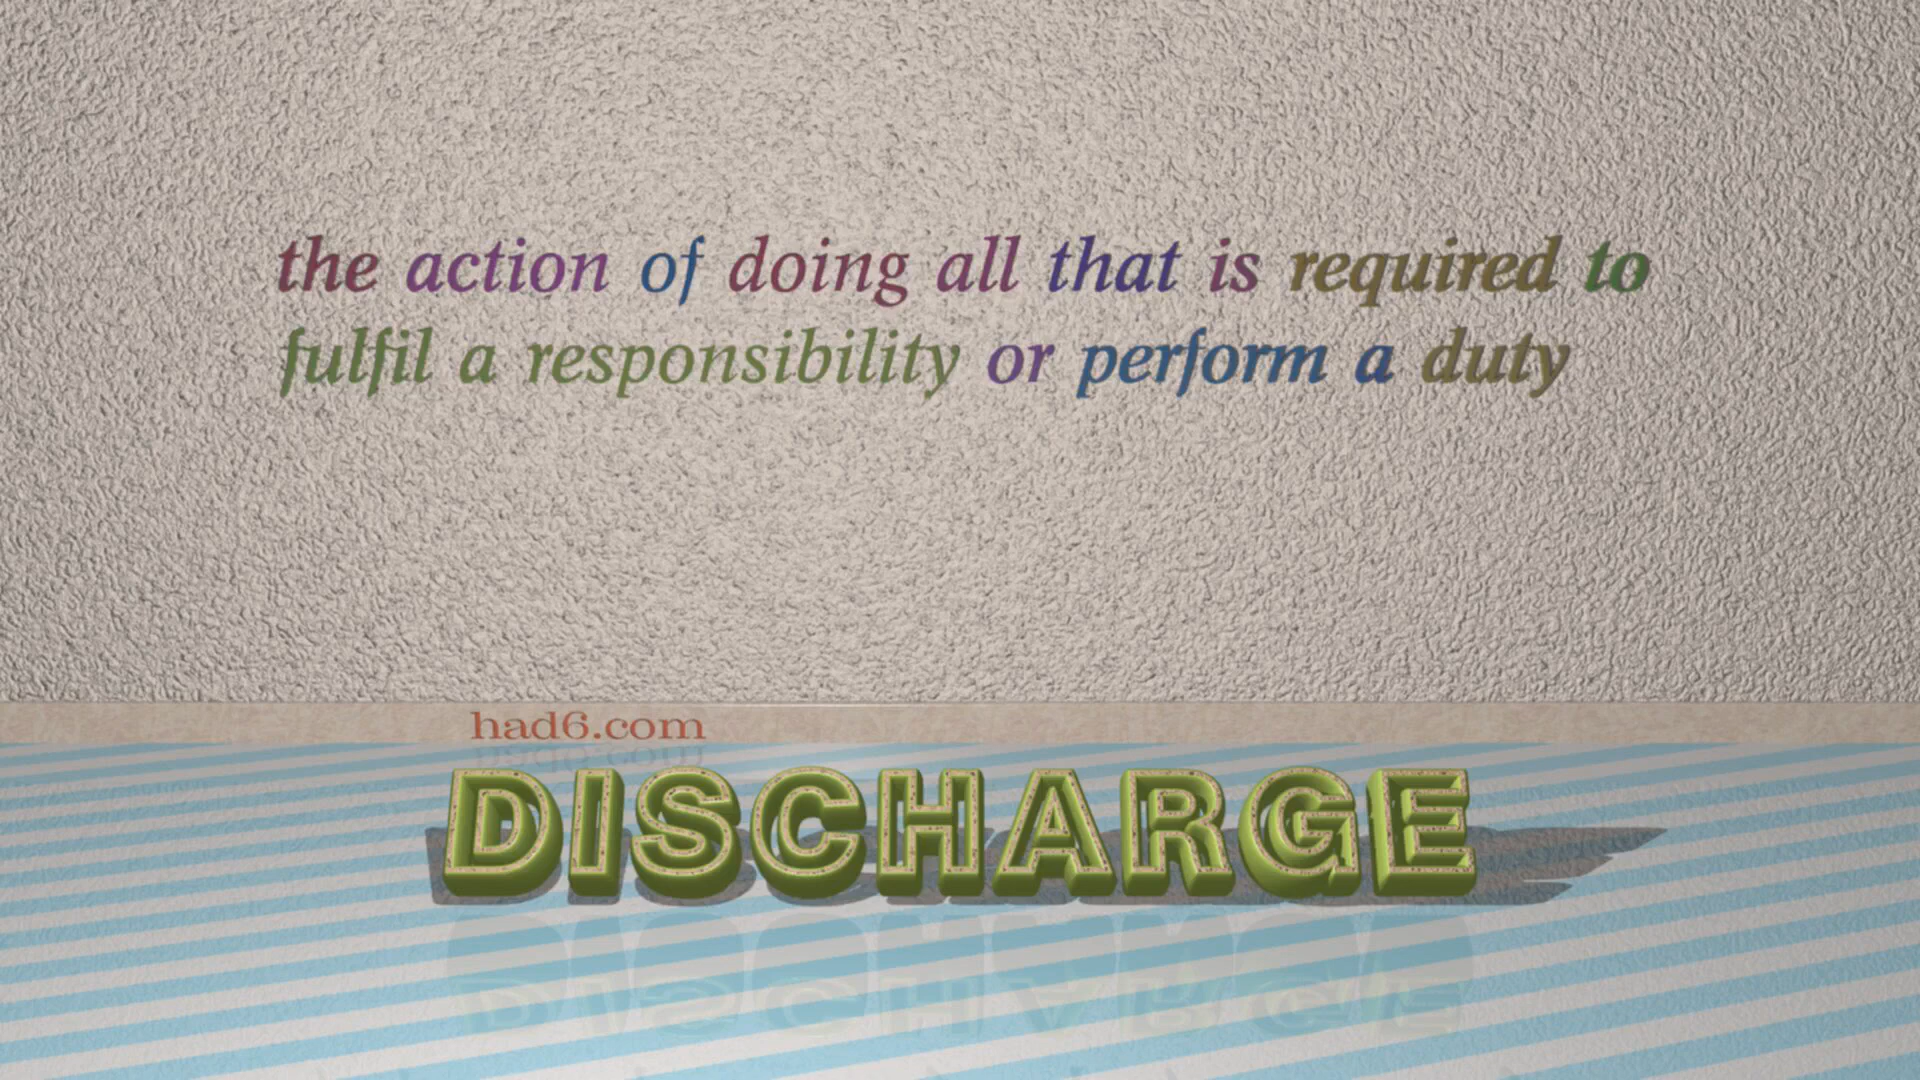 the action of doing all that is required to
fulfil a responsibility or perform a duty
had6.com
DISCHARGE